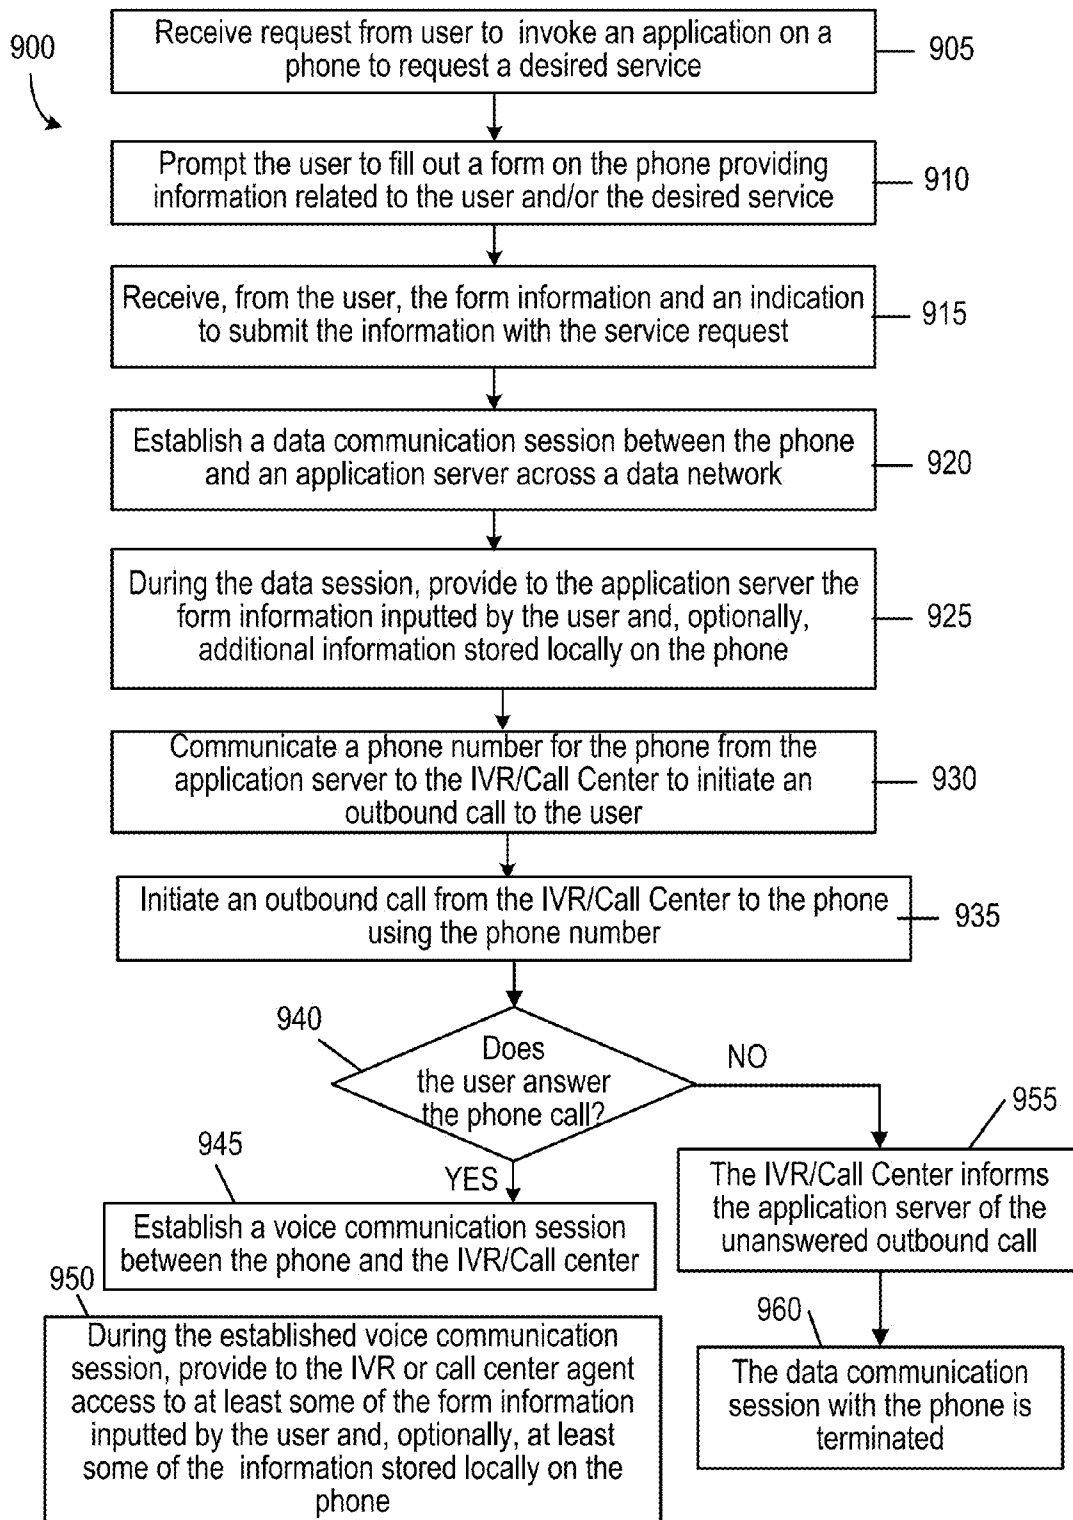 900
Receive request from user to invoke an application on a
phone to request a desired service
905
Prompt the user to fill out a form on the phone providing
information related to the user and/or the desired service
910
Receive, from the user, the form information and an indication
to submit the information with the service request
915
Establish a data communication session between the phone
and an application server across a data network
920
During the data session, provide to the application server the
form information inputted by the user and, optionally,
additional information stored locally on the phone
925
Communicate a phone number for the phone from the
application server to the IVR/Call Center to initiate an
outbound call to the user
930
Initiate an outbound call from the IVR/Call Center to the phone
using the phone number
935
940
Does
the user answer
the phone call?
NO
YES
945
Establish a voice communication session
between the phone and the IVR/Call center
950
During the established voice communication
session, provide to the IVR or call center agent
access to at least some of the form information
inputted by the user and, optionally, at least
some of the information stored locally on the
phone
955
The IVR/Call Center informs
the application server of the
unanswered outbound call
960
The data communication
session with the phone is
terminated